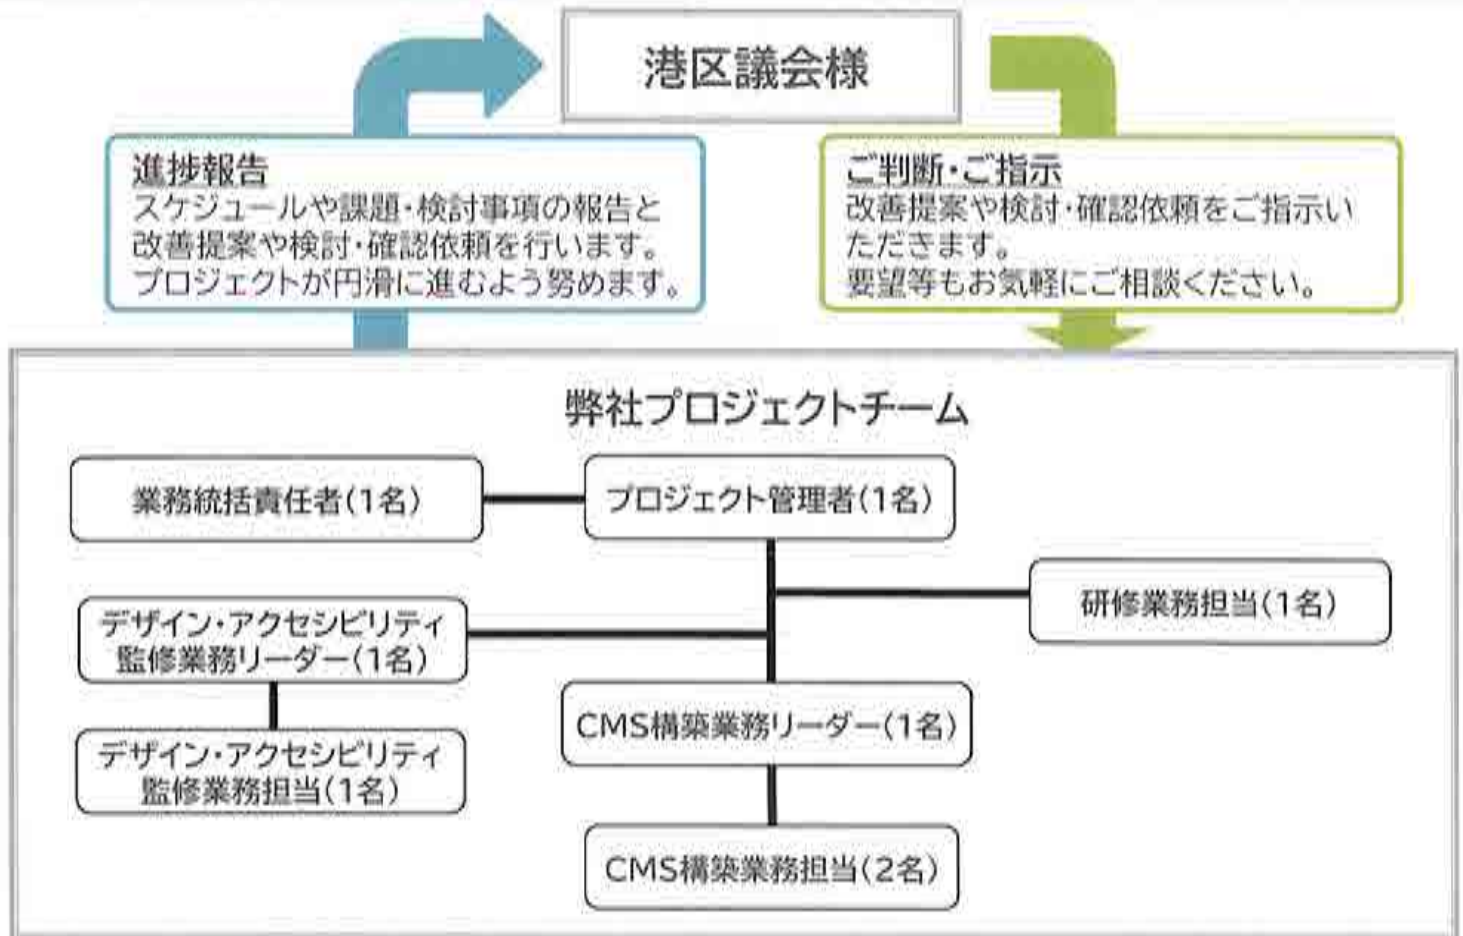 港区議会様
進捗報告
スケジュールや課題・検討事項の報告と
改善提案や検討・確認依頼を行います。
プロジェクトが円滑に進むよう努めます。
ご判断・ご指示
改善提案や検討・確認依頼をご指示い
ただきます。
要望等もお気軽にご相談ください。
弊社プロジェクトチーム
業務統括責任者(1名)
プロジェクト管理者(1名)
研修業務担当(1名)
デザイン・アクセシビリティ
監修業務リーダー(1名)
CMS構築業務リーダー(1名)
デザイン・アクセシビリティ
監修業務担当(1名)
CMS構築業務担当(2名)